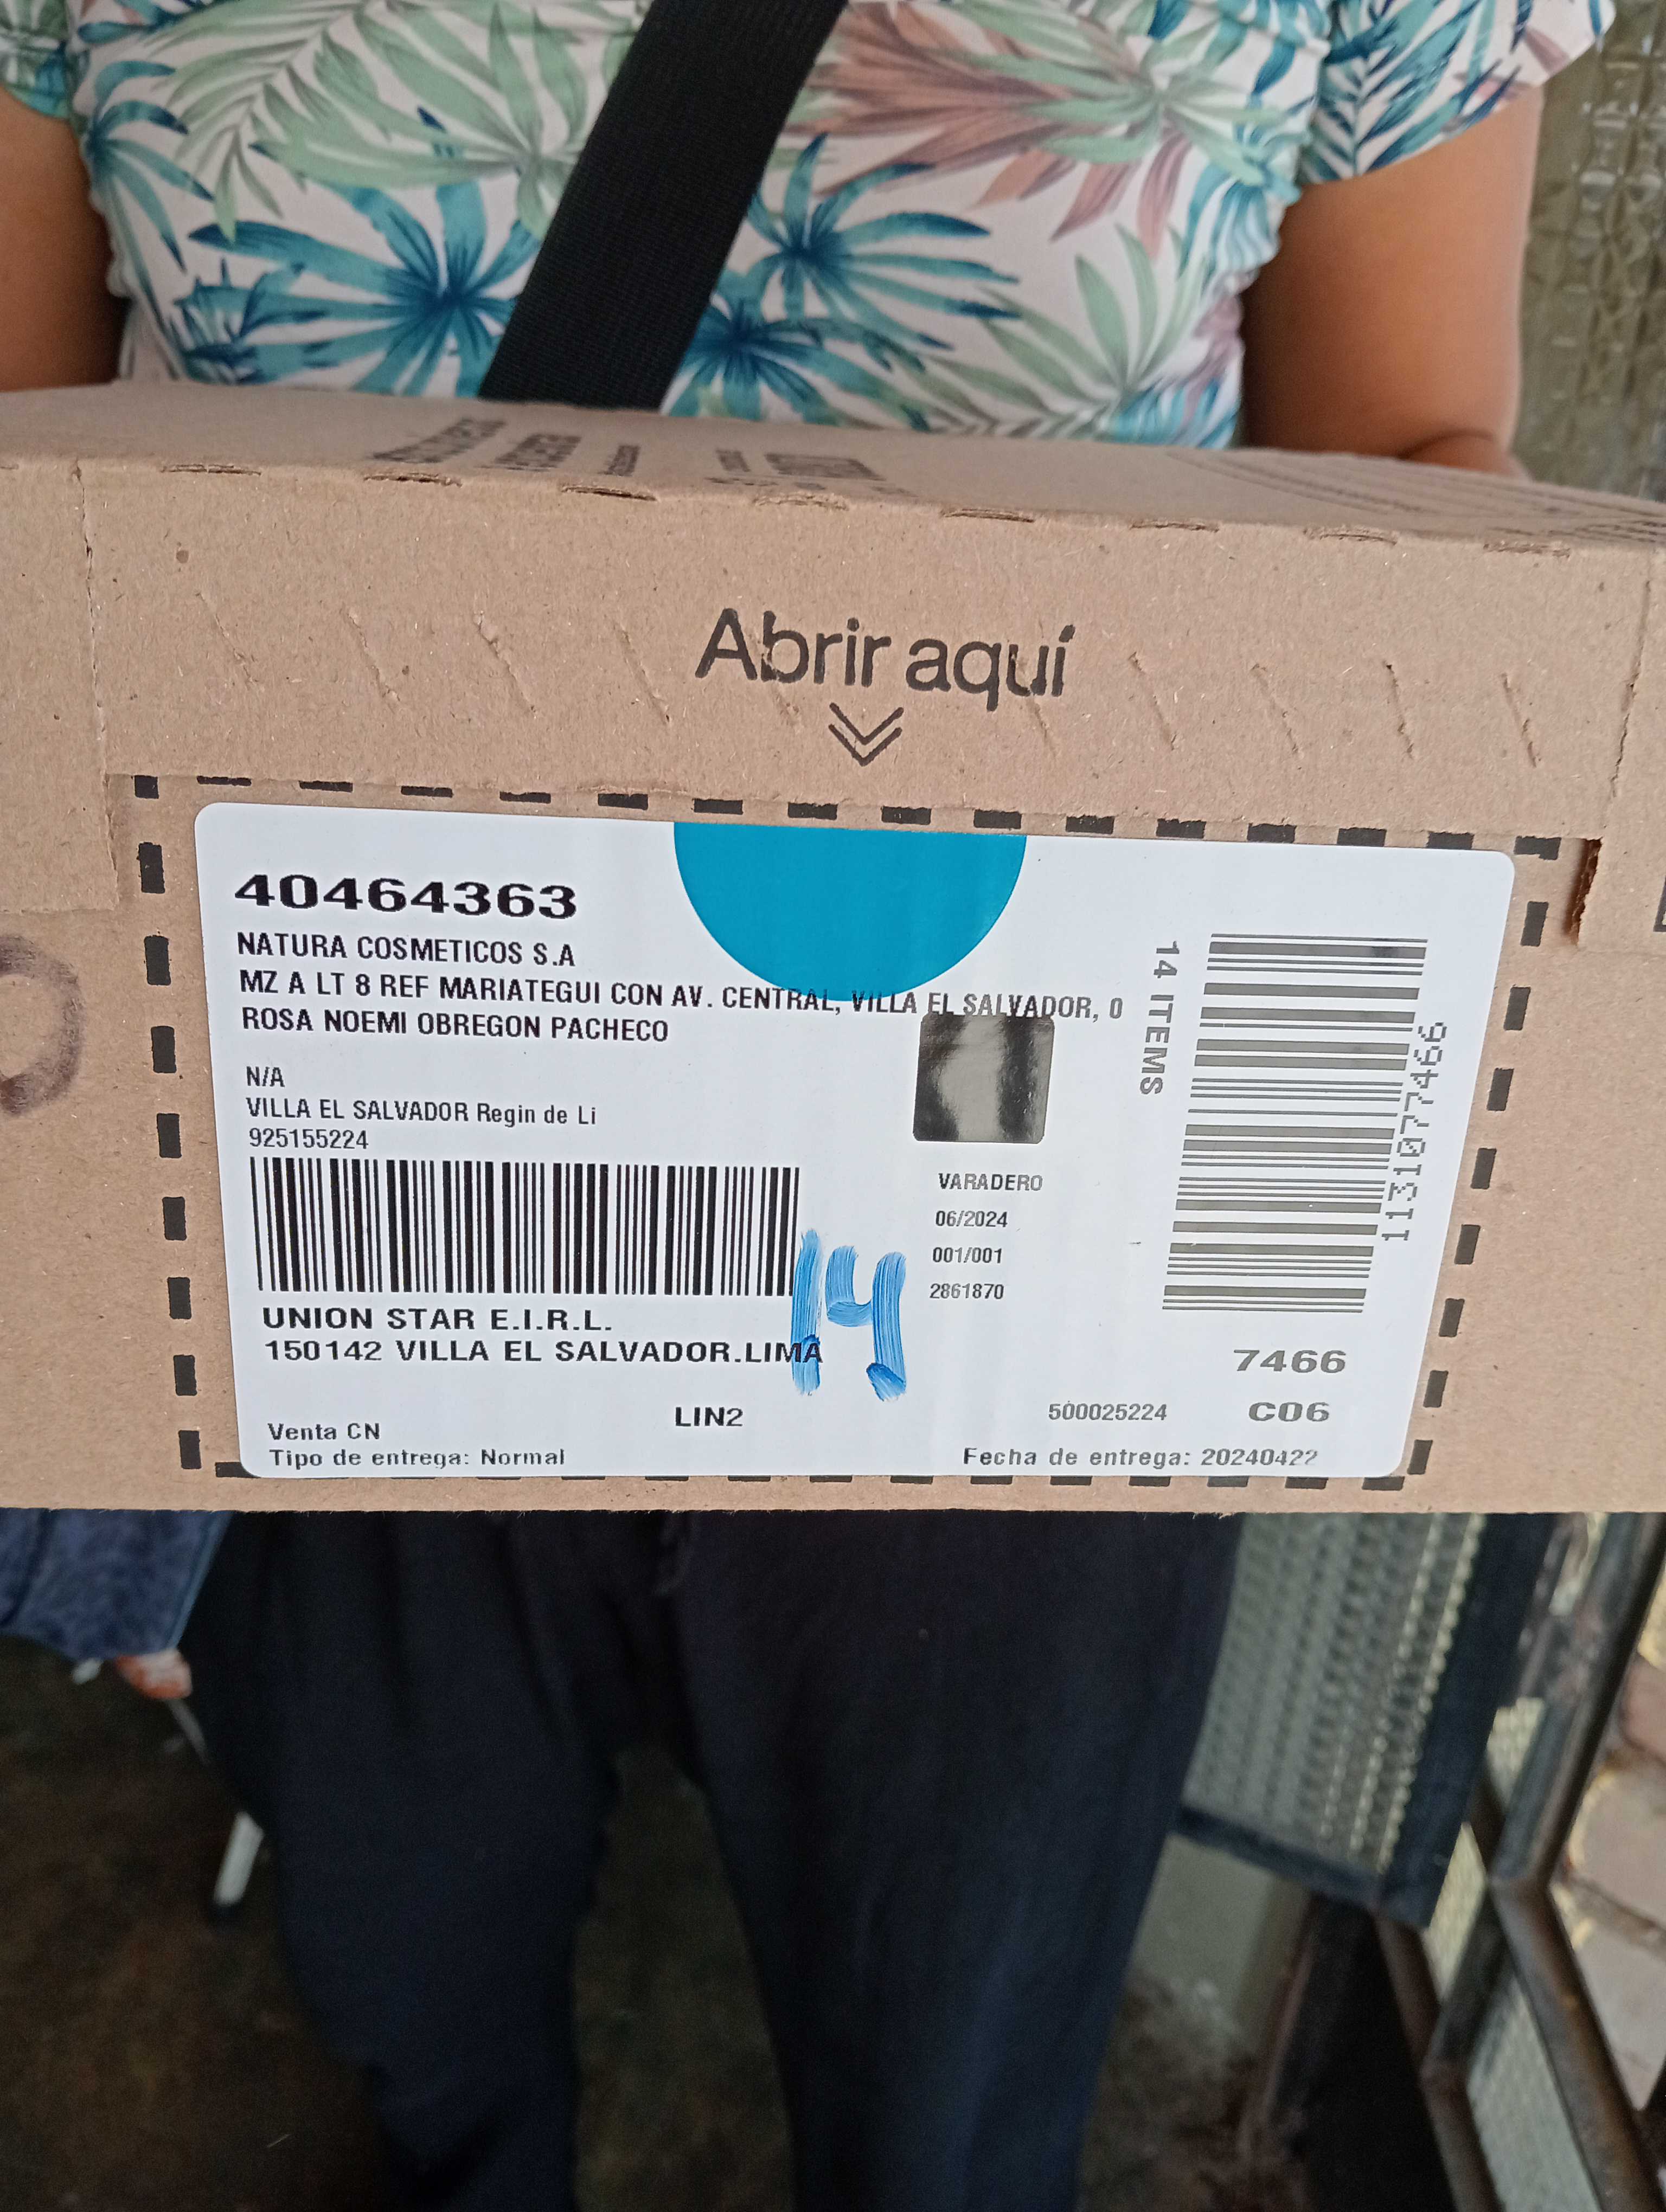 Abrir aquí
40464363
NATURA COSMETICOS S.A
MZ A LT 8 REF MARIATEGUI CON AV. CENTRAL, VILLA EL SALVADOR, 0
ROSA NOEMI OBREGON PACHECO
N/A
VILLA EL SALVADOR Regin de Li
925155224
14 ITEMS
113107747466
VARADERO
06/2024
001/001
2861870
14
UNION STAR E.I.R.L.
150142 VILLA EL SALVADOR.LIMA
7466
LIN2
500025224
C06
Venta CN
Tipo de entrega: Normal
Fecha de entrega: 20240422